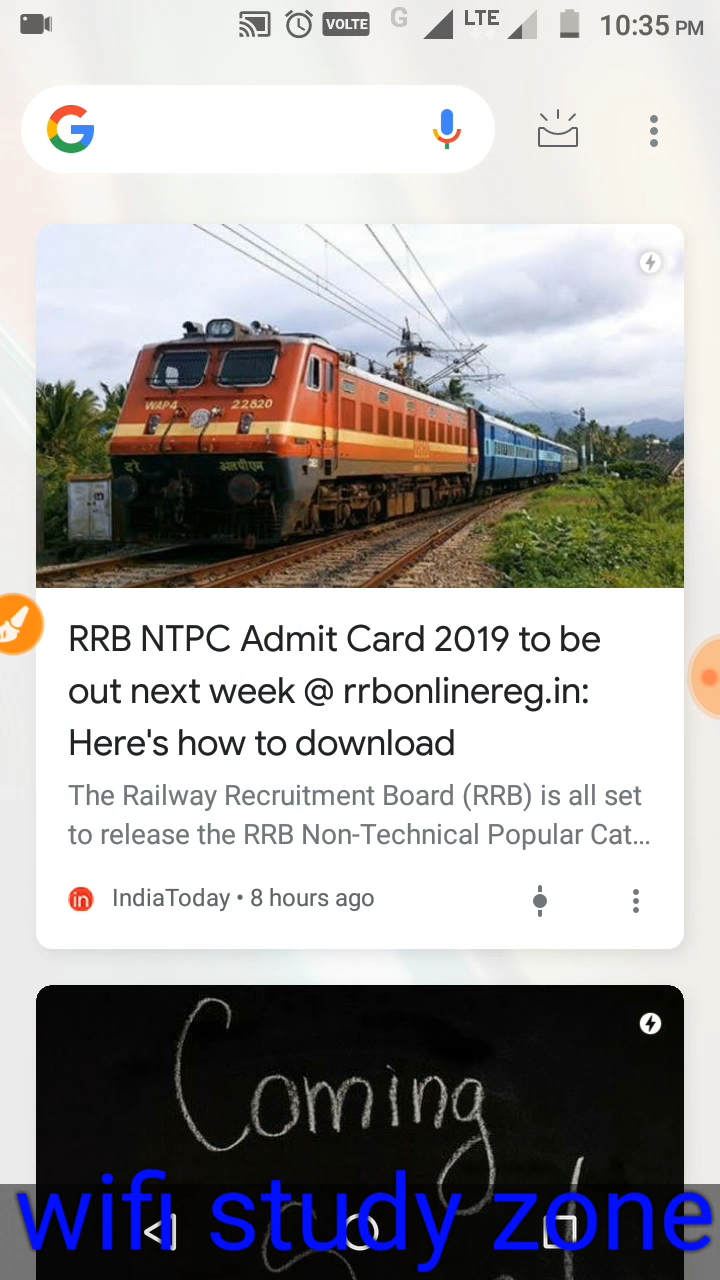 VOLTE G LTE 10:35 PM
G
WAP4 22820
RRB NTPC Admit Card 2019 to be
out next week @ rrbonlinereg.in:
Here's how to download
The Railway Recruitment Board (RRB) is all set
to release the RRB Non-Technical Popular Cat...
in IndiaToday • 8 hours ago
Coming
wifi study zone